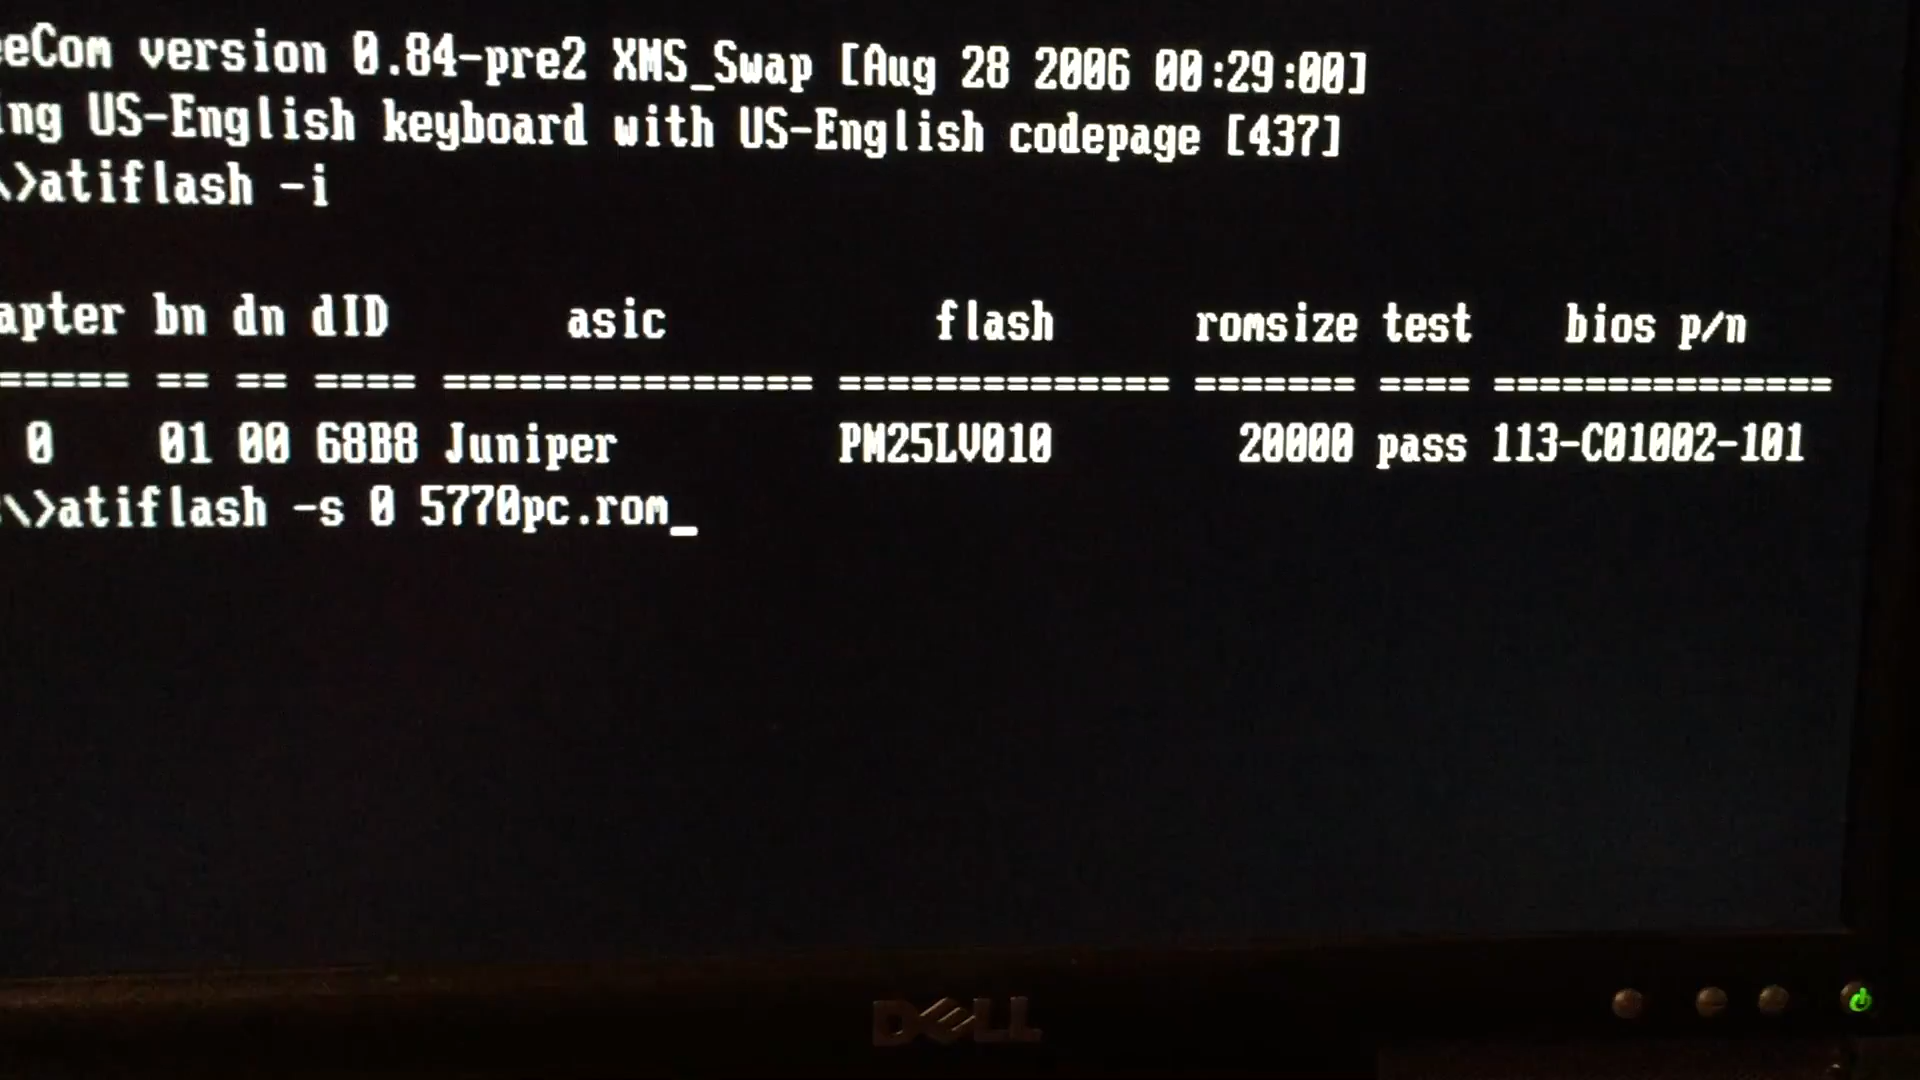 eeCom version 0.84-pre2 XMS_Swap [Aug 28 2006 00:29:00]
ing US-English keyboard with US-English codepage [437]
\>atiflash -i
apter bn dn dID asic flash romsize test bios p/n
===== == == ==== =============== ============== ======= ==== ===============
0 01 00 68B8 Juniper PM25LV010 20000 pass 113-C01002-101
:\>atiflash -s 0 5770pc.rom_
DELL